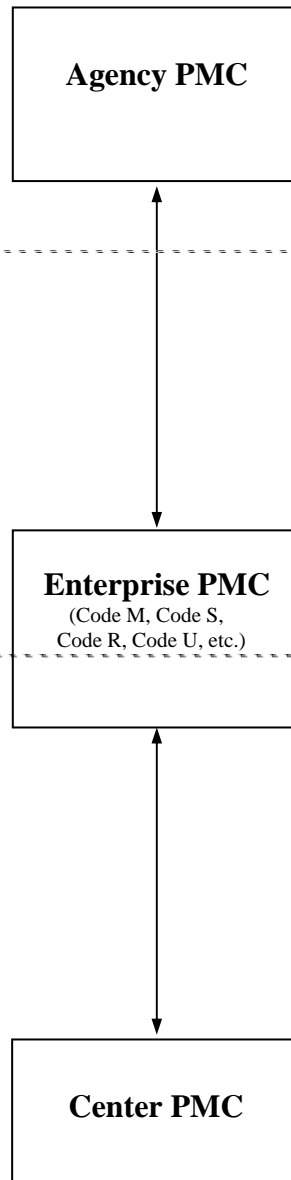 Agency PMC
Enterprise PMC
(Code M, Code S,
Code R, Code U, etc.)
Center PMC